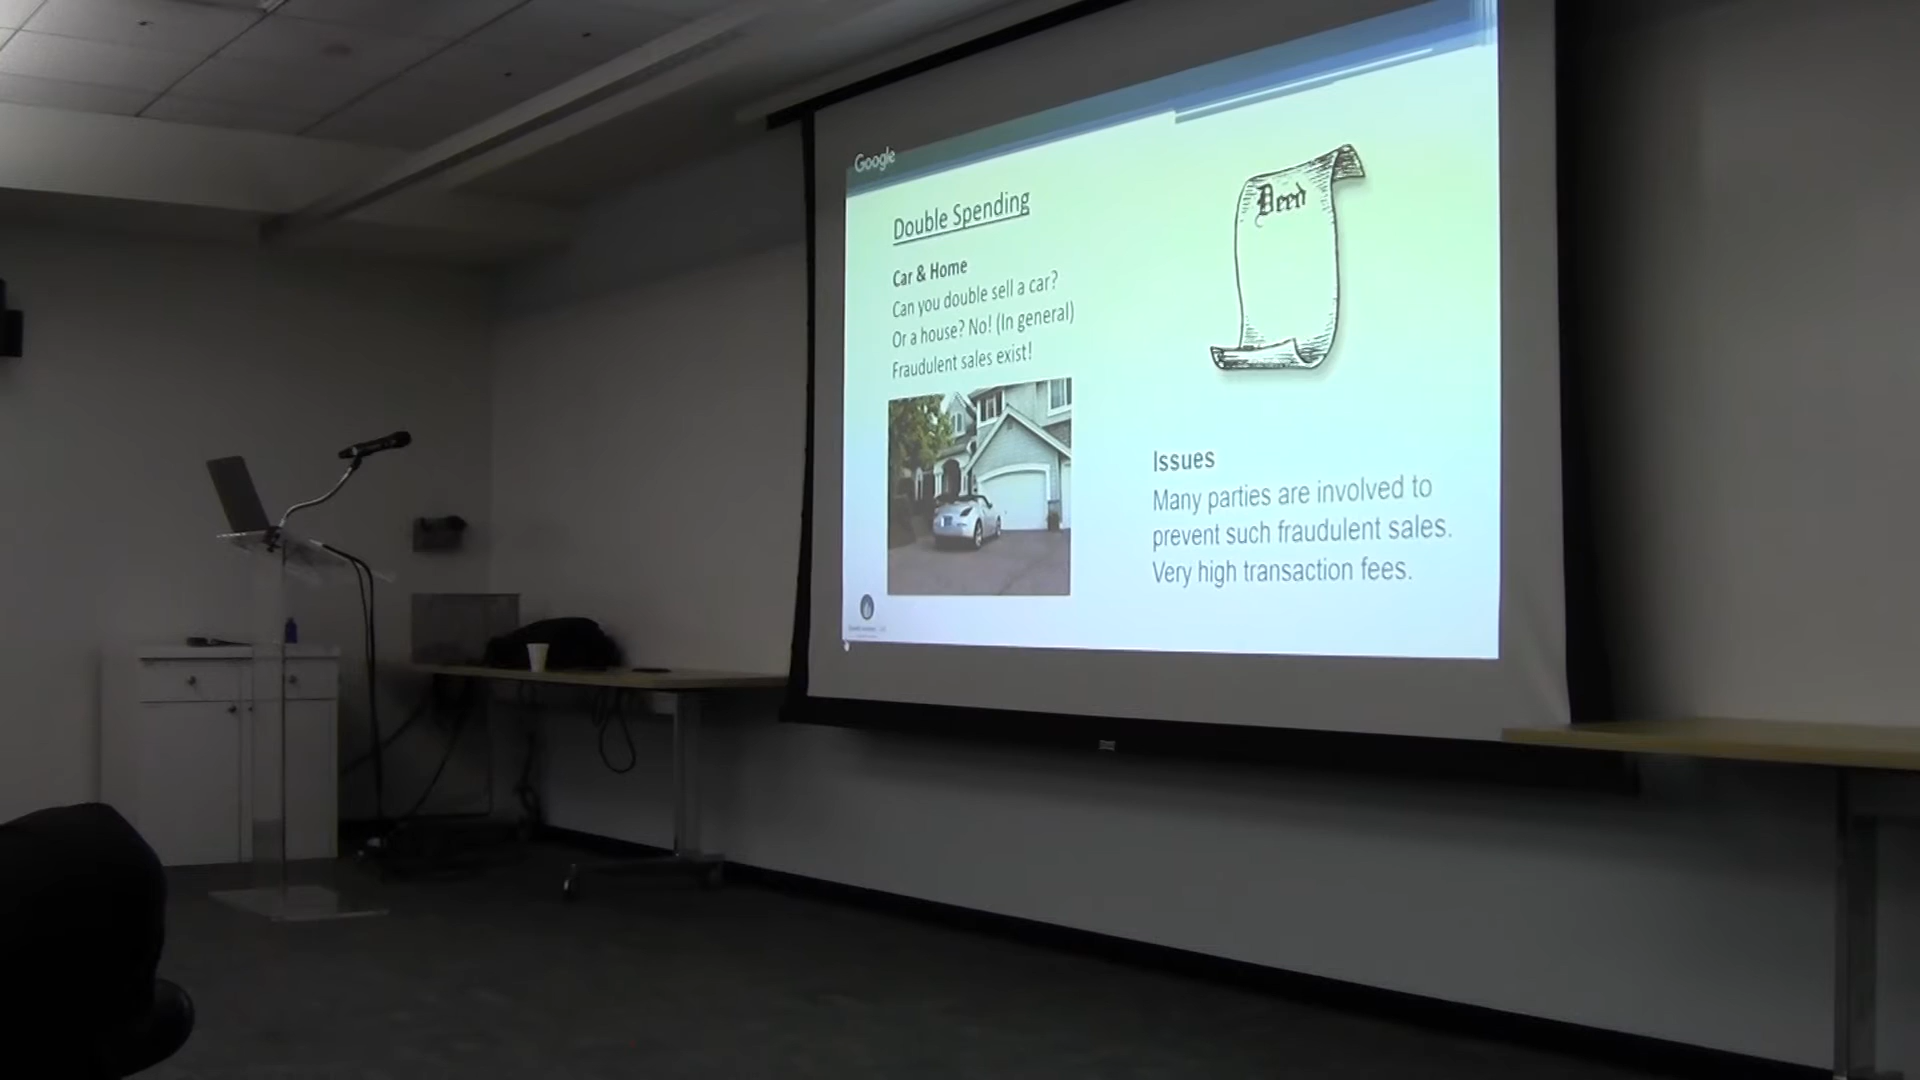 Google
Double Spending
Car & Home
Can you double sell a car?
Or a house? No! (In general)
Fraudulent sales exist!
Deed
Issues
Many parties are involved to
prevent such fraudulent sales.
Very high transaction fees.